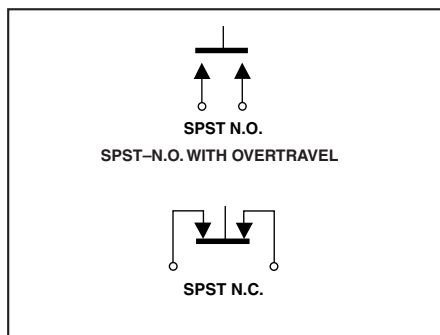 SPST N.O.
SPST–N.O. WITH OVERTRAVEL
SPST N.C.